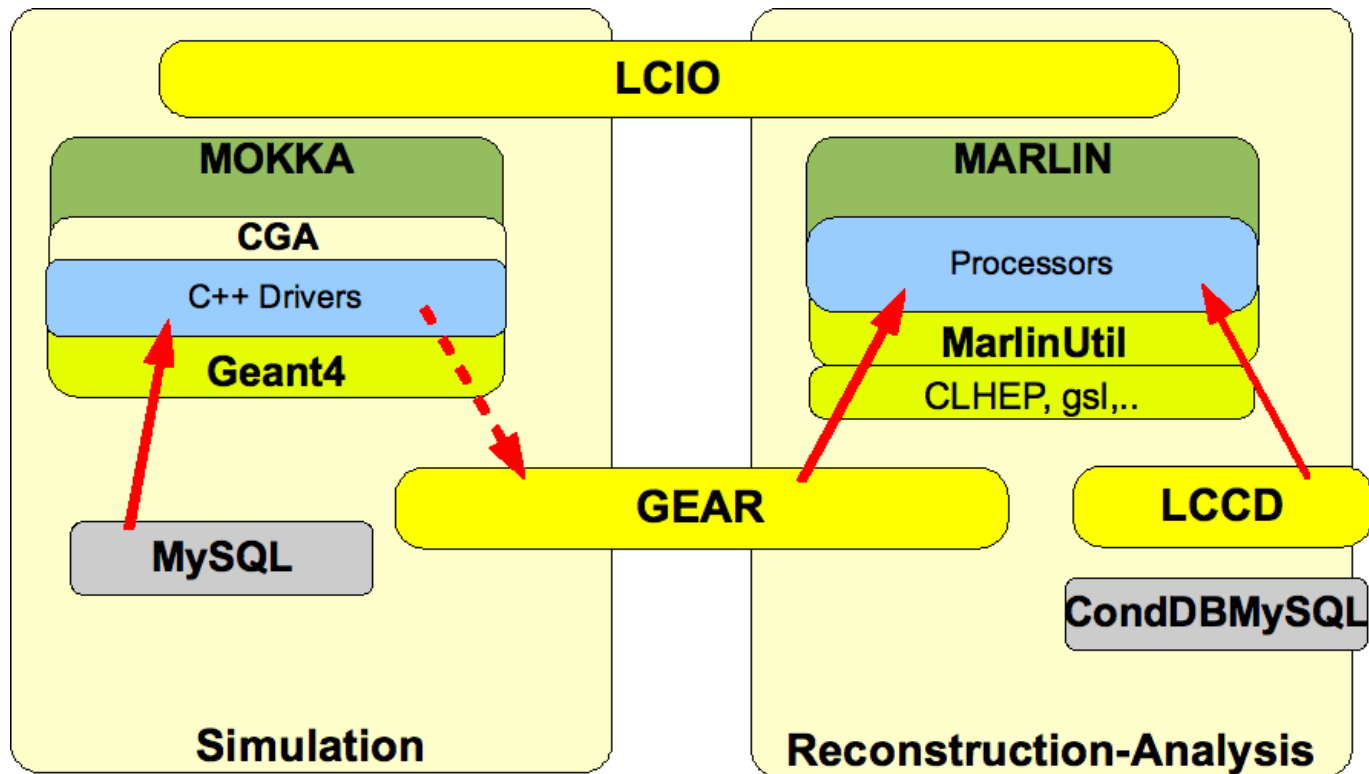 LCIO
MOKKA
CGA
C++ Drivers
Geant4
MySQL
Simulation
GEAR
MARLIN
Processors
MarlinUtil
CLHEP, gsl,..
LCCD
CondDBMySQL
Reconstruction-Analysis